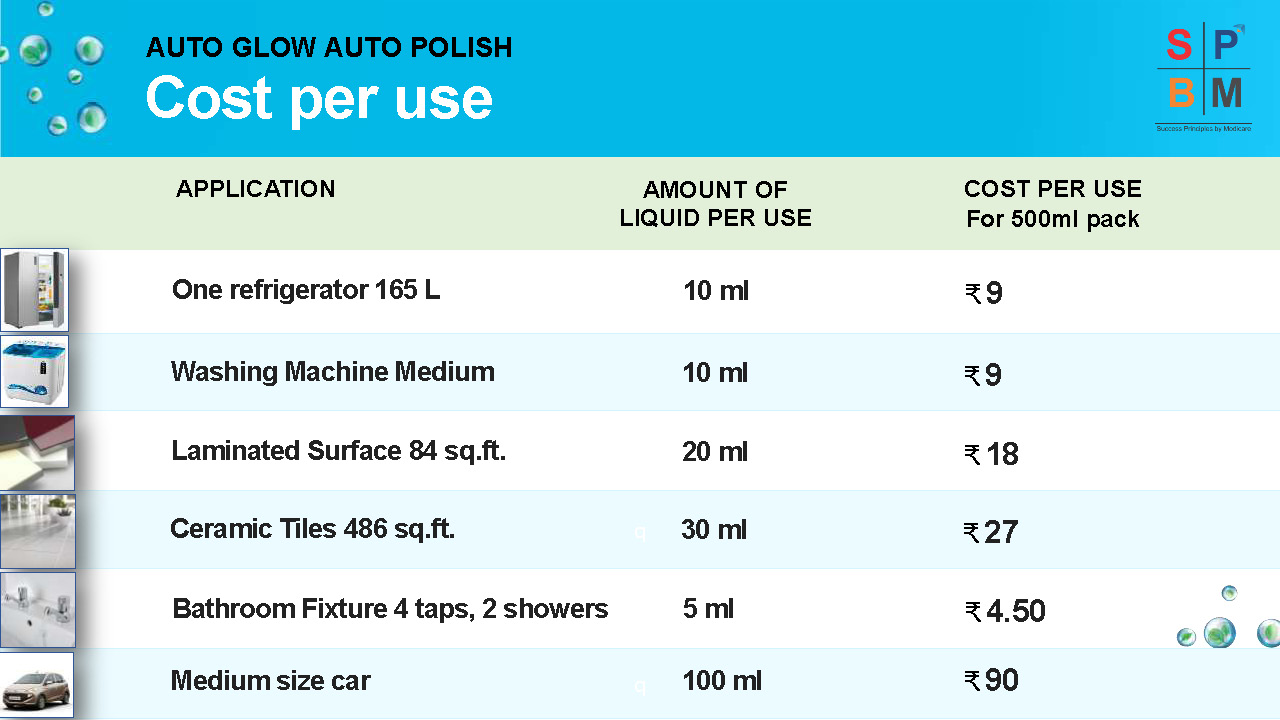 AUTO GLOW AUTO POLISH
Cost per use
S P
B M
Success Principles by Modicare
APPLICATION
AMOUNT OF
LIQUID PER USE
COST PER USE
For 500ml pack
One refrigerator 165 L 10 ml ₹ 9
Washing Machine Medium 10 ml ₹ 9
Laminated Surface 84 sq.ft. 20 ml ₹ 18
Ceramic Tiles 486 sq.ft. q 30 ml ₹ 27
Bathroom Fixture 4 taps, 2 showers 5 ml ₹ 4.50
Medium size car q 100 ml ₹ 90